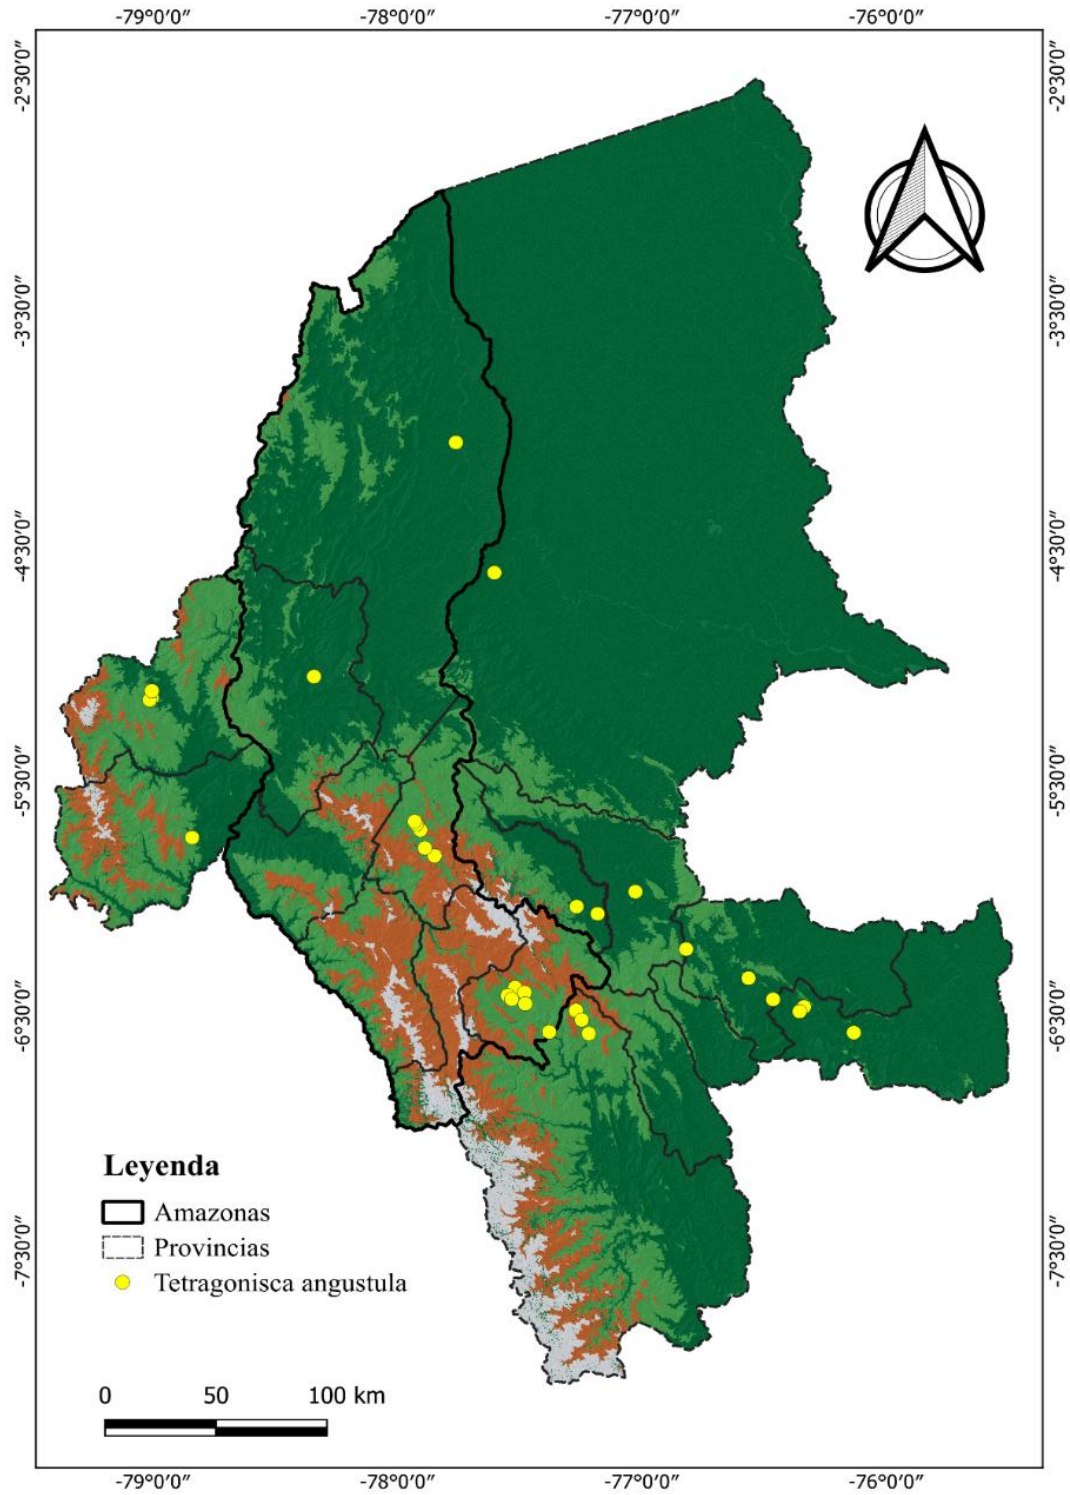 -79°0′0″ -78°0′0″ -77°0′0″ -76°0′0″
-2°30′0″ -2°30′0″
-3°30′0″ -3°30′0″
-4°30′0″ -4°30′0″
-5°30′0″ -5°30′0″
-6°30′0″ -6°30′0″
-7°30′0″ -7°30′0″
Leyenda
Amazonas
Provincias
Tetragonisca angustula
0 50 100 km
-79°0′0″ -78°0′0″ -77°0′0″ -76°0′0″